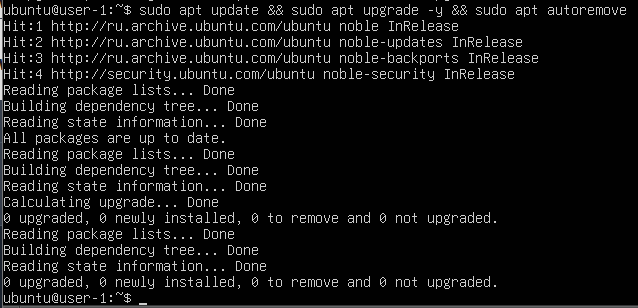 ubuntu@user-1:~$ sudo apt update && sudo apt upgrade -y && sudo apt autoremove
Hit:1 http://ru.archive.ubuntu.com/ubuntu noble InRelease
Hit:2 http://ru.archive.ubuntu.com/ubuntu noble-updates InRelease
Hit:3 http://ru.archive.ubuntu.com/ubuntu noble-backports InRelease
Hit:4 http://security.ubuntu.com/ubuntu noble-security InRelease
Reading package lists... Done
Building dependency tree... Done
Reading state information... Done
All packages are up to date.
Reading package lists... Done
Building dependency tree... Done
Reading state information... Done
Calculating upgrade... Done
0 upgraded, 0 newly installed, 0 to remove and 0 not upgraded.
Reading package lists... Done
Building dependency tree... Done
Reading state information... Done
0 upgraded, 0 newly installed, 0 to remove and 0 not upgraded.
ubuntu@user-1:~$ _